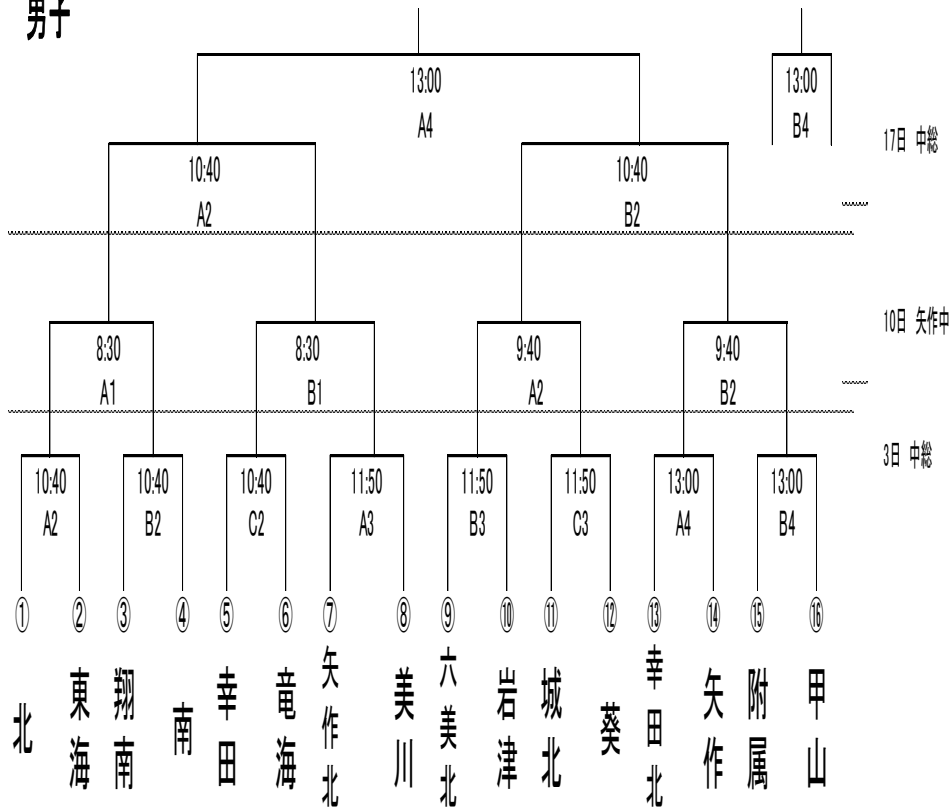 男子
13:00
A4
13:00
B4
17日 中総
10:40
A2
10:40
B2
10日 矢作中
8:30
A1
8:30
B1
9:40
A2
9:40
B2
3日 中総
10:40
A2
10:40
B2
10:40
C2
11:50
A3
11:50
B3
11:50
C3
13:00
A4
13:00
B4
① ② ③ ④ ⑤ ⑥ ⑦ ⑧ ⑨ ⑩ ⑪ ⑫ ⑬ ⑭ ⑮ ⑯
北
東海
翔南
南
幸田
竜海
矢作北
美川
六美北
岩津
城北
葵
幸田北
矢作
附属
甲山